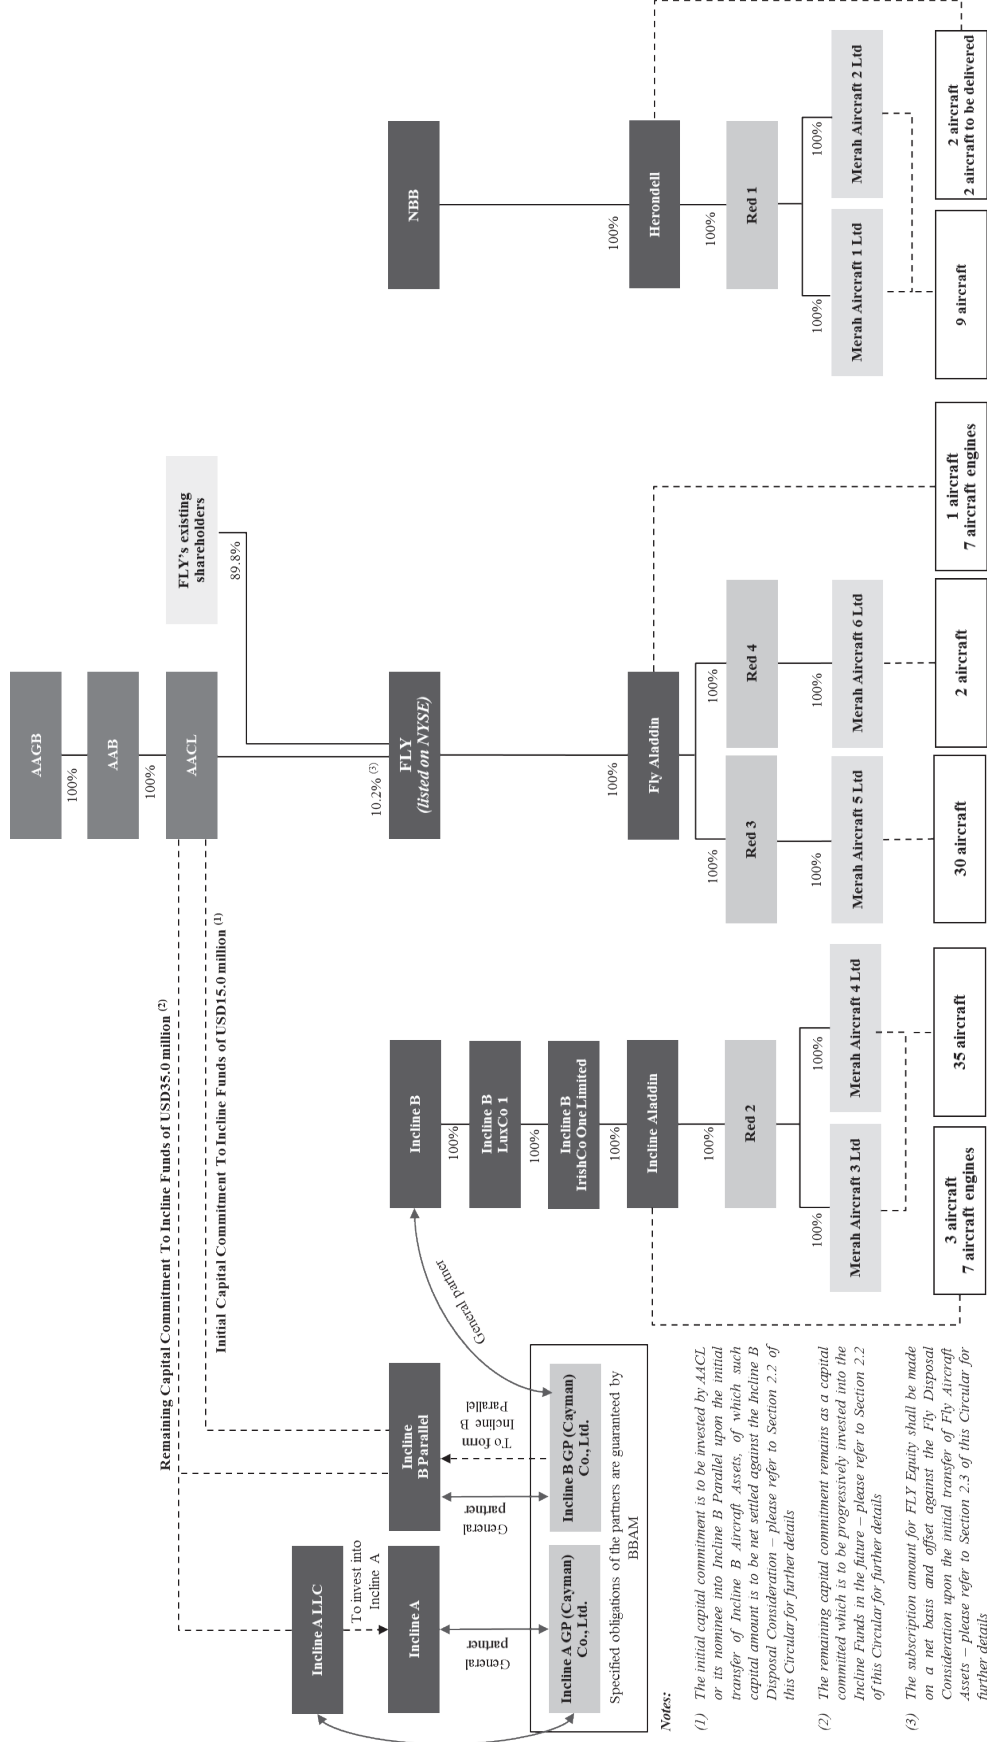 AAGB
100%
AAB
100%
AACL
FLY's existing
shareholders
89.8%
10.2% (3)
Remaining Capital Commitment To Incline Funds of USD35.0 million (2)
Initial Capital Commitment To Incline Funds of USD15.0 million (1)
Incline A LLC
To invest into
Incline A
Incline A
Incline
B Parallel
Incline B
FLY
(listed on NYSE)
NBB
General
partner
General
partner
To form
Incline B
Parallel
General partner
100%
Incline B
LuxCo 1
100%
Incline A GP (Cayman)
Co., Ltd.
Incline B GP (Cayman)
Co., Ltd.
Specified obligations of the partners are guaranteed by
BBAM
Incline B
IrishCo One Limited
100%
100%
100%
Incline Aladdin
Fly Aladdin
Herondell
100%
100%
100%
100%
Red 2
Red 3
Red 4
Red 1
100%
100%
100%
100%
100%
100%
Merah Aircraft 3 Ltd
Merah Aircraft 4 Ltd
Merah Aircraft 5 Ltd
Merah Aircraft 6 Ltd
Merah Aircraft 1 Ltd
Merah Aircraft 2 Ltd
3 aircraft
7 aircraft engines
35 aircraft
30 aircraft
2 aircraft
1 aircraft
7 aircraft engines
9 aircraft
2 aircraft
2 aircraft to be delivered
Notes:
(1) The initial capital commitment is to be invested by AACL
or its nominee into Incline B Parallel upon the initial
transfer of Incline B Aircraft Assets, of which such
capital amount is to be net settled against the Incline B
Disposal Consideration – please refer to Section 2.2 of
this Circular for further details
(2) The remaining capital commitment remains as a capital
committed which is to be progressively invested into the
Incline Funds in the future – please refer to Section 2.2
of this Circular for further details
(3) The subscription amount for FLY Equity shall be made
on a net basis and offset against the Fly Disposal
Consideration upon the initial transfer of Fly Aircraft
Assets – please refer to Section 2.3 of this Circular for
further details